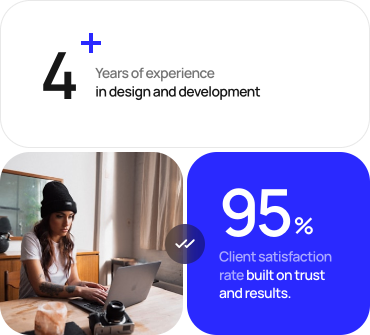 4+
Years of experience
in design and development
95%
Client satisfaction
rate built on trust
and results.